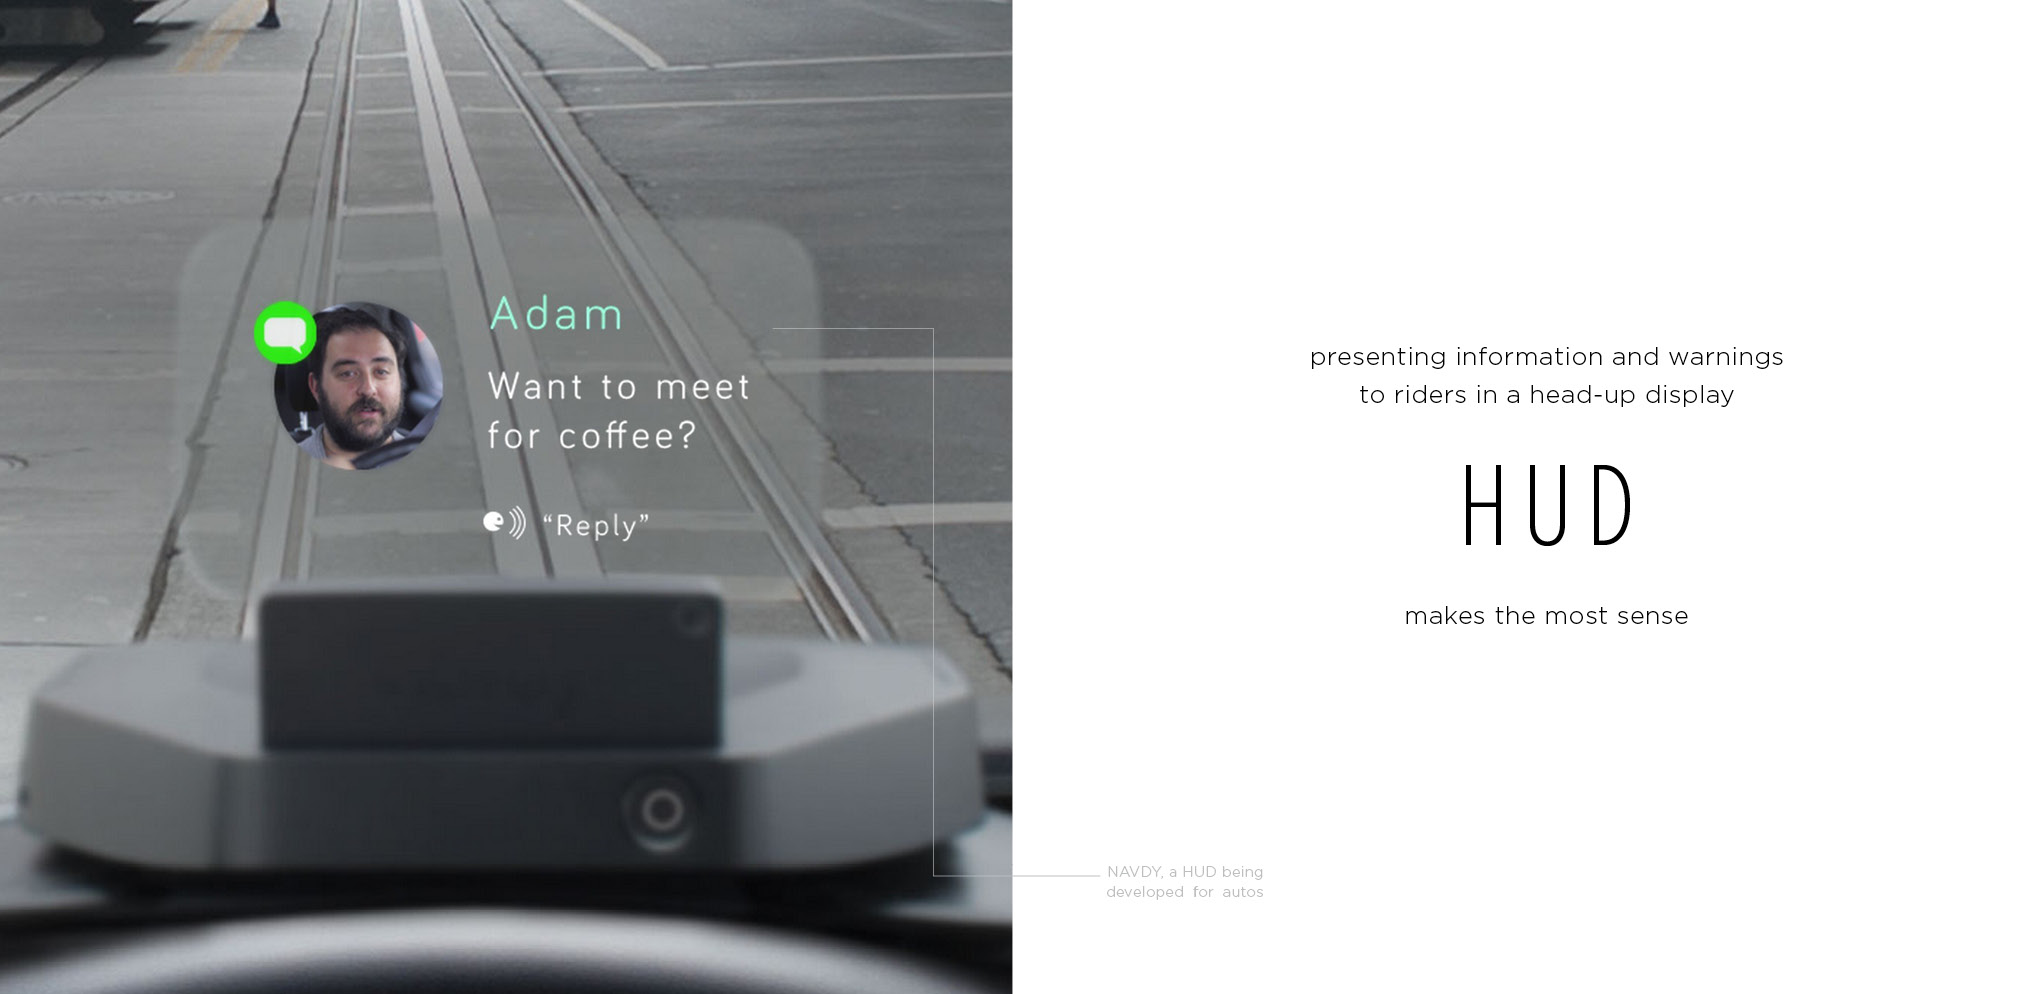 Adam
Want to meet
for coffee?
“Reply”
presenting information and warnings
to riders in a head-up display
HUD
makes the most sense
NAVDY, a HUD being
developed for autos